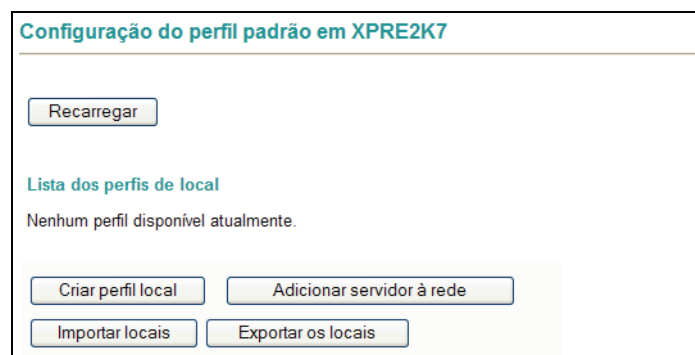 Configuração do perfil padrão em XPRE2K7
Recarregar
Lista dos perfis de local
Nenhum perfil disponível atualmente.
Criar perfil local
Adicionar servidor à rede
Importar locais
Exportar os locais